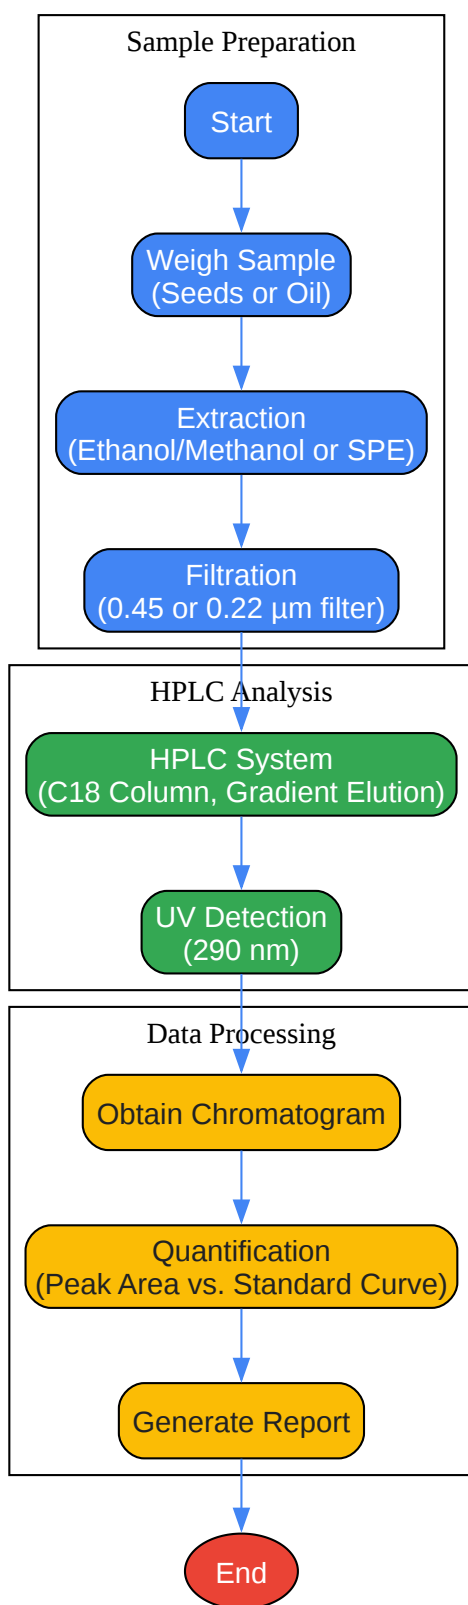 Sample Preparation
Start
Weigh Sample
(Seeds or Oil)
Extraction
(Ethanol/Methanol or SPE)
Filtration
(0.45 or 0.22 µm filter)
HPLC Analysis
HPLC System
(C18 Column, Gradient Elution)
UV Detection
(290 nm)
Data Processing
Obtain Chromatogram
Quantification
(Peak Area vs. Standard Curve)
Generate Report
End